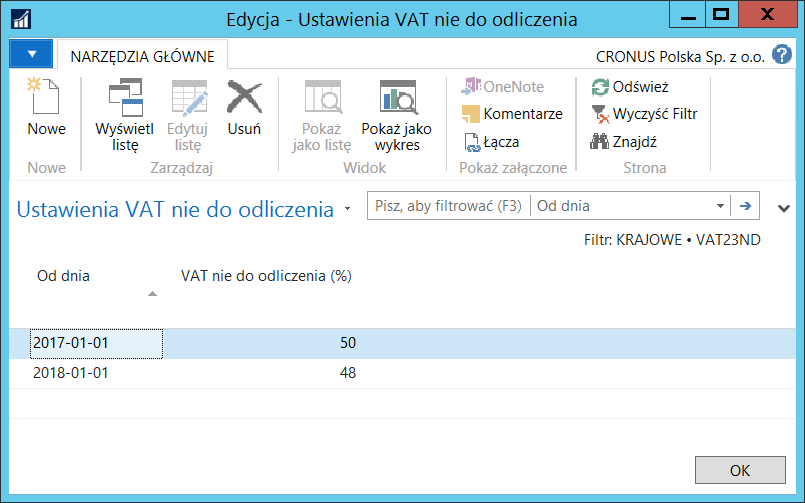 Edycja - Ustawienia VAT nie do odliczenia
NARZĘDZIA GŁÓWNE
CRONUS Polska Sp. z o.o.
Nowe
Wyświetl listę
Edytuj listę
Usuń
Pokaż jako listę
Pokaż jako wykres
OneNote
Komentarze
Łącza
Odśwież
Wyczyść Filtr
Znajdź
Nowe
Zarządzaj
Widok
Pokaż załączone
Strona
Ustawienia VAT nie do odliczenia
Pisz, aby filtrować (F3)
Od dnia
Filtr: KRAJOWE • VAT23ND
Od dnia
VAT nie do odliczenia (%)
2017-01-01 50
2018-01-01 48
OK